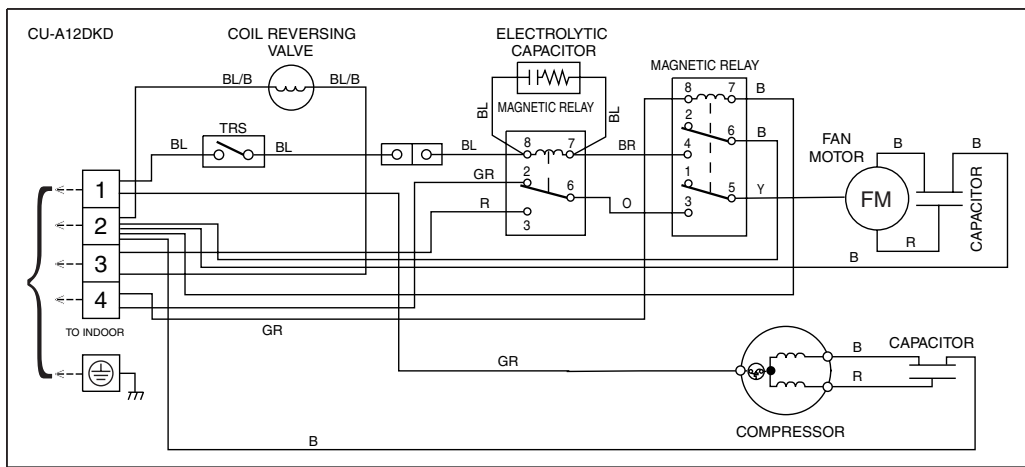 CU-A12DKD
COIL REVERSING
VALVE
ELECTROLYTIC
CAPACITOR
MAGNETIC RELAY
BL/B
BL/B
BL
MAGNETIC RELAY
BL
8
7
B
TRS
BL
BL
BL
8
7
BR
2
4
6
B
FAN
MOTOR
B
B
GR
2
6
O
1
3
5
Y
FM
CAPACITOR
R
3
R
B
1
2
3
4
TO INDOOR
GR
GR
B
R
CAPACITOR
COMPRESSOR
B